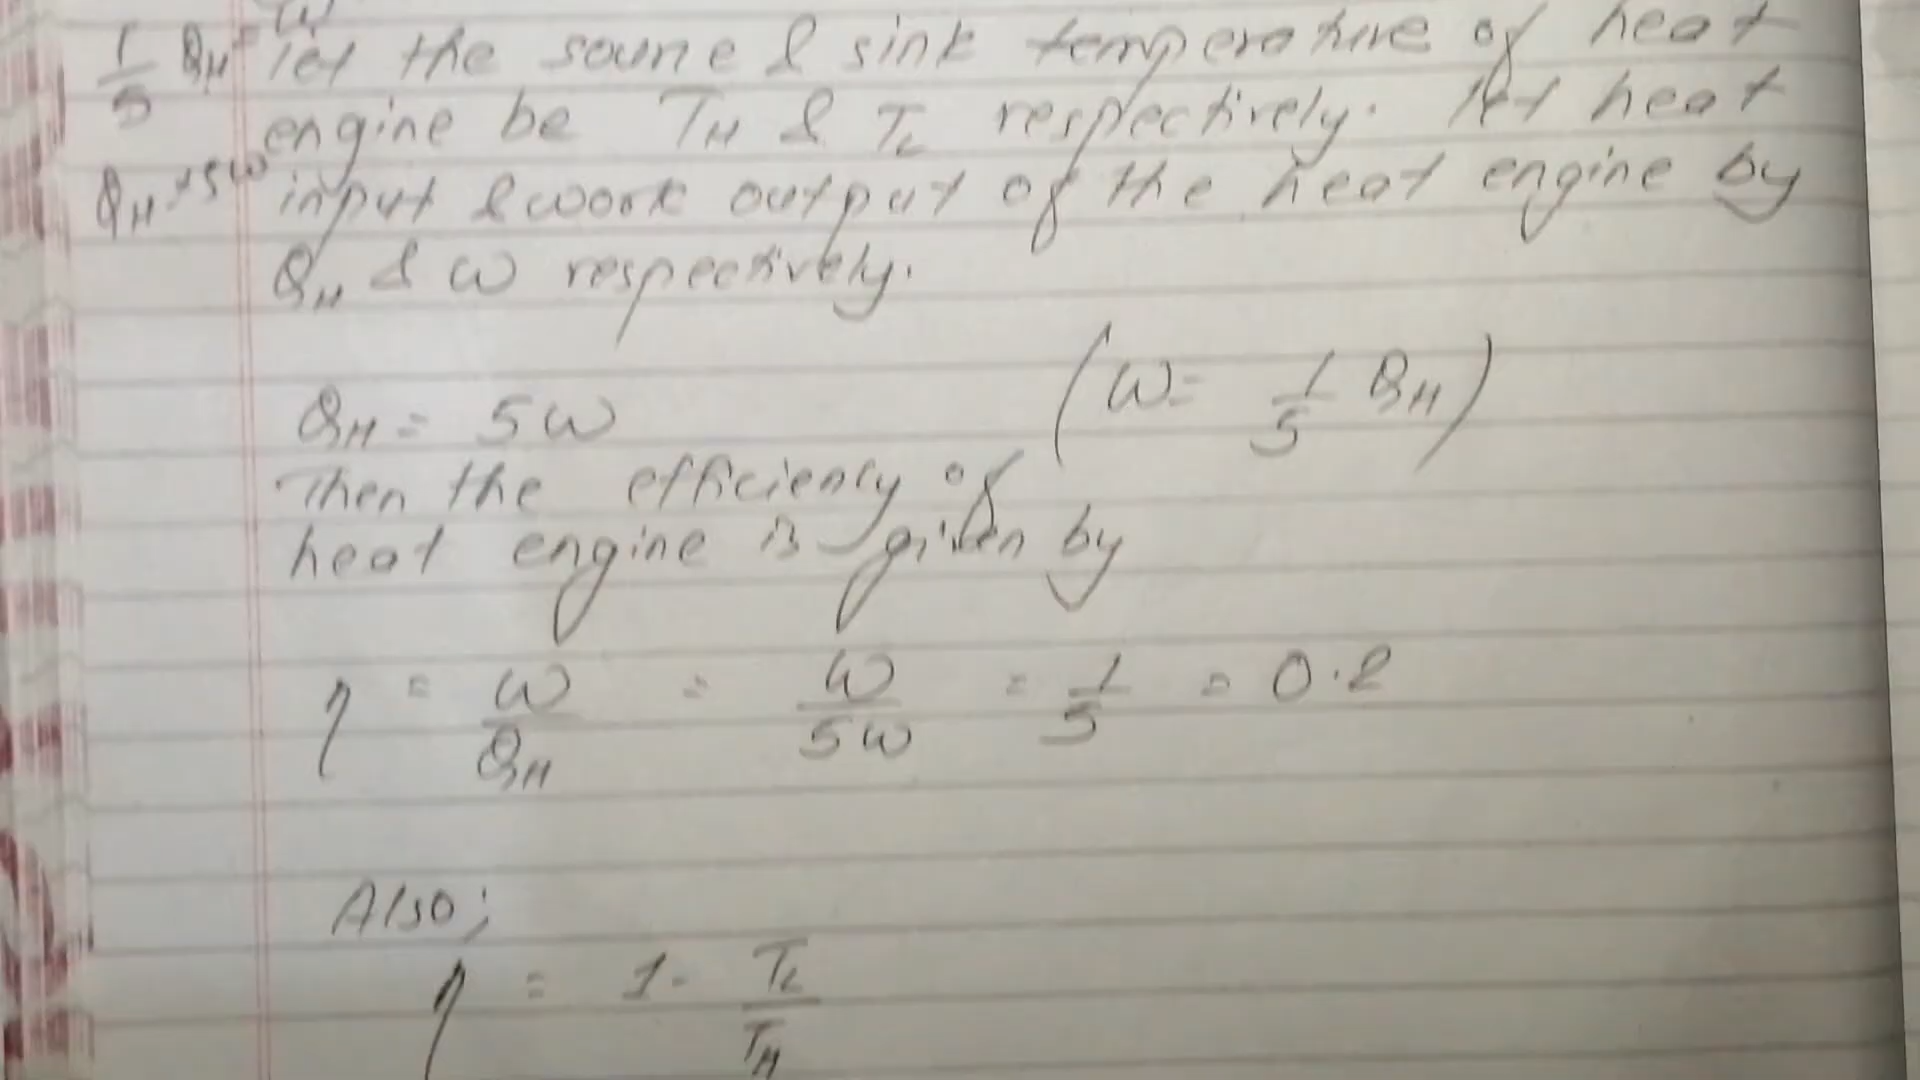 1/5 QH = W
let the soune & sink temperature of heat
engine be TH & TL respectively. let heat
QH = 5W
input & work output of the heat engine by
QH & W respectively.
QH = 5W (W = 1/5 QH)
Then the efficiency of
heat engine is given by
η = W/QH = W/5W = 1/5 = 0.2
Also;
η = 1 - TL/TH